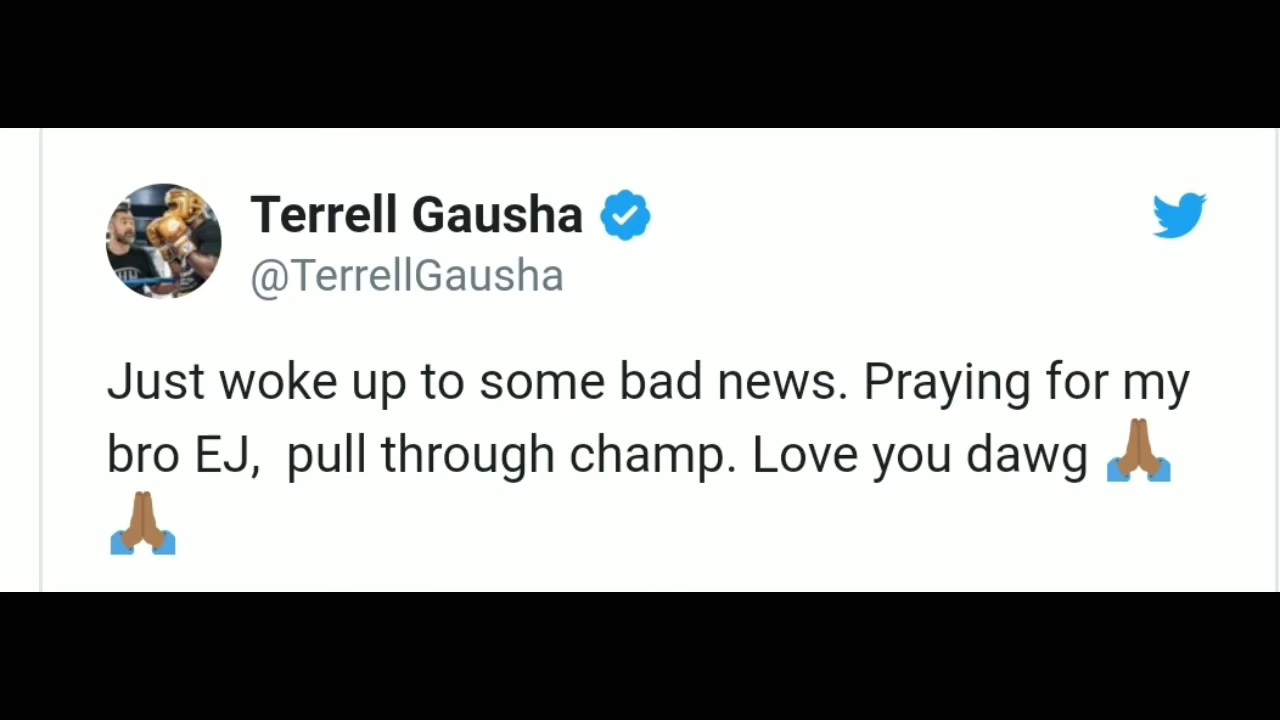 Terrell Gausha
@TerrellGausha
Just woke up to some bad news. Praying for my
bro EJ,  pull through champ. Love you dawg 🙏🏾
🙏🏾